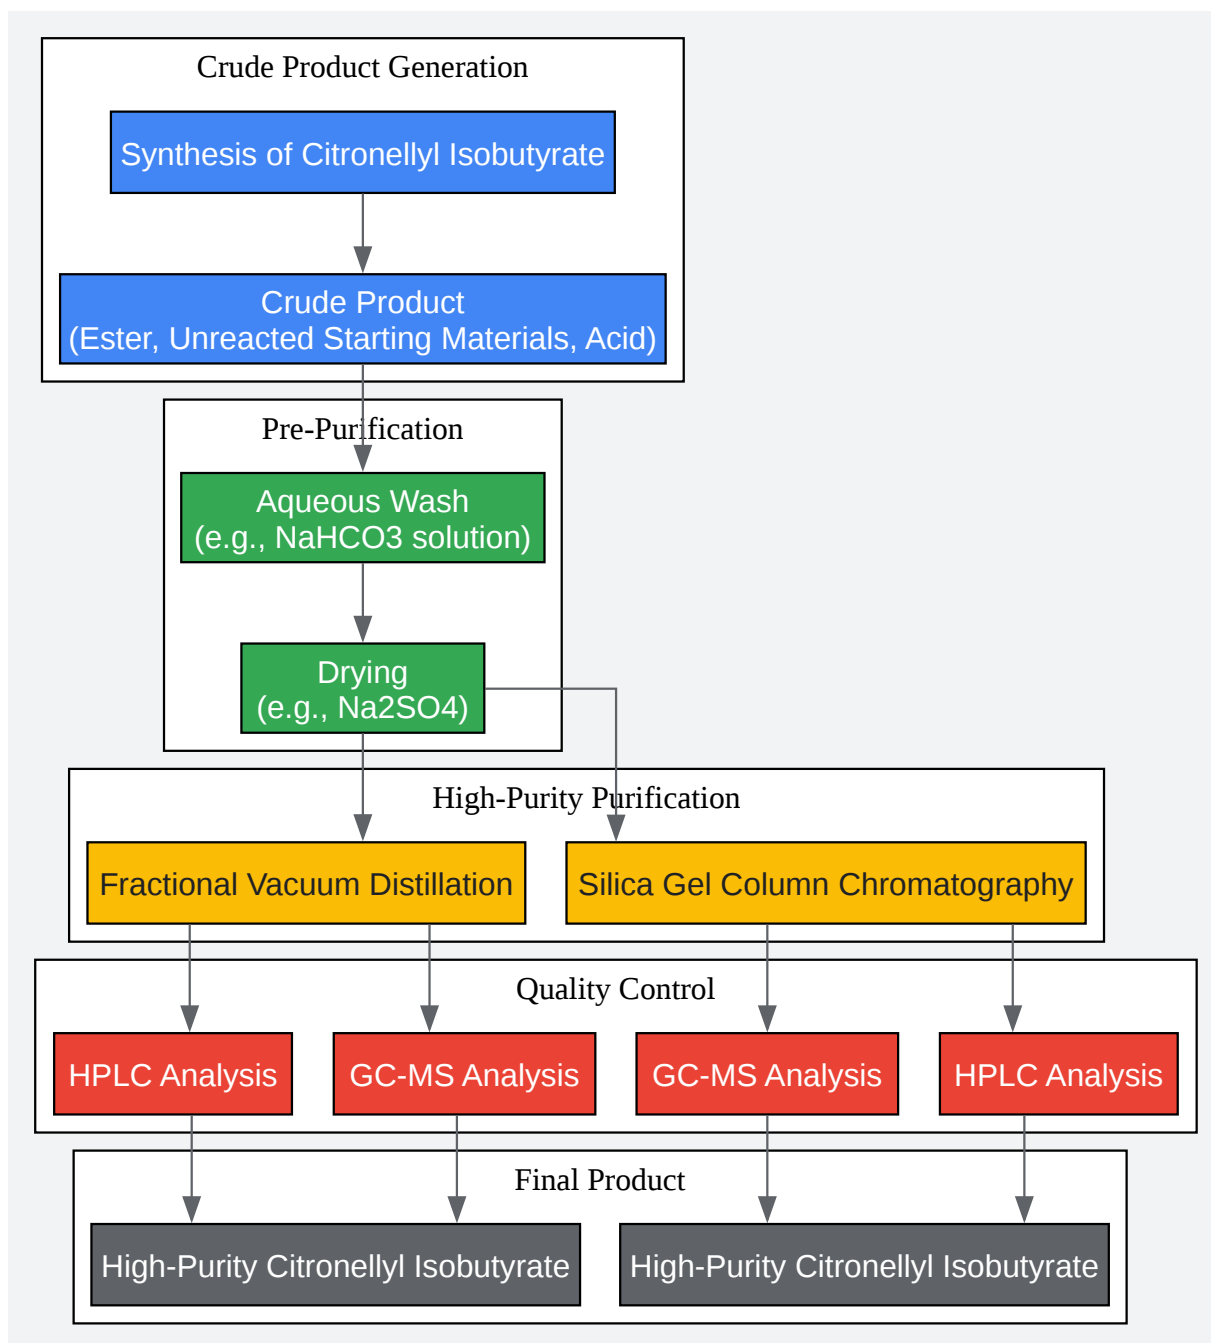 Crude Product Generation
Synthesis of Citronellyl Isobutyrate
Crude Product
(Ester, Unreacted Starting Materials, Acid)
Pre-Purification
Aqueous Wash
(e.g., NaHCO3 solution)
Drying
(e.g., Na2SO4)
High-Purity Purification
Fractional Vacuum Distillation
Silica Gel Column Chromatography
Quality Control
HPLC Analysis
GC-MS Analysis
GC-MS Analysis
HPLC Analysis
Final Product
High-Purity Citronellyl Isobutyrate
High-Purity Citronellyl Isobutyrate